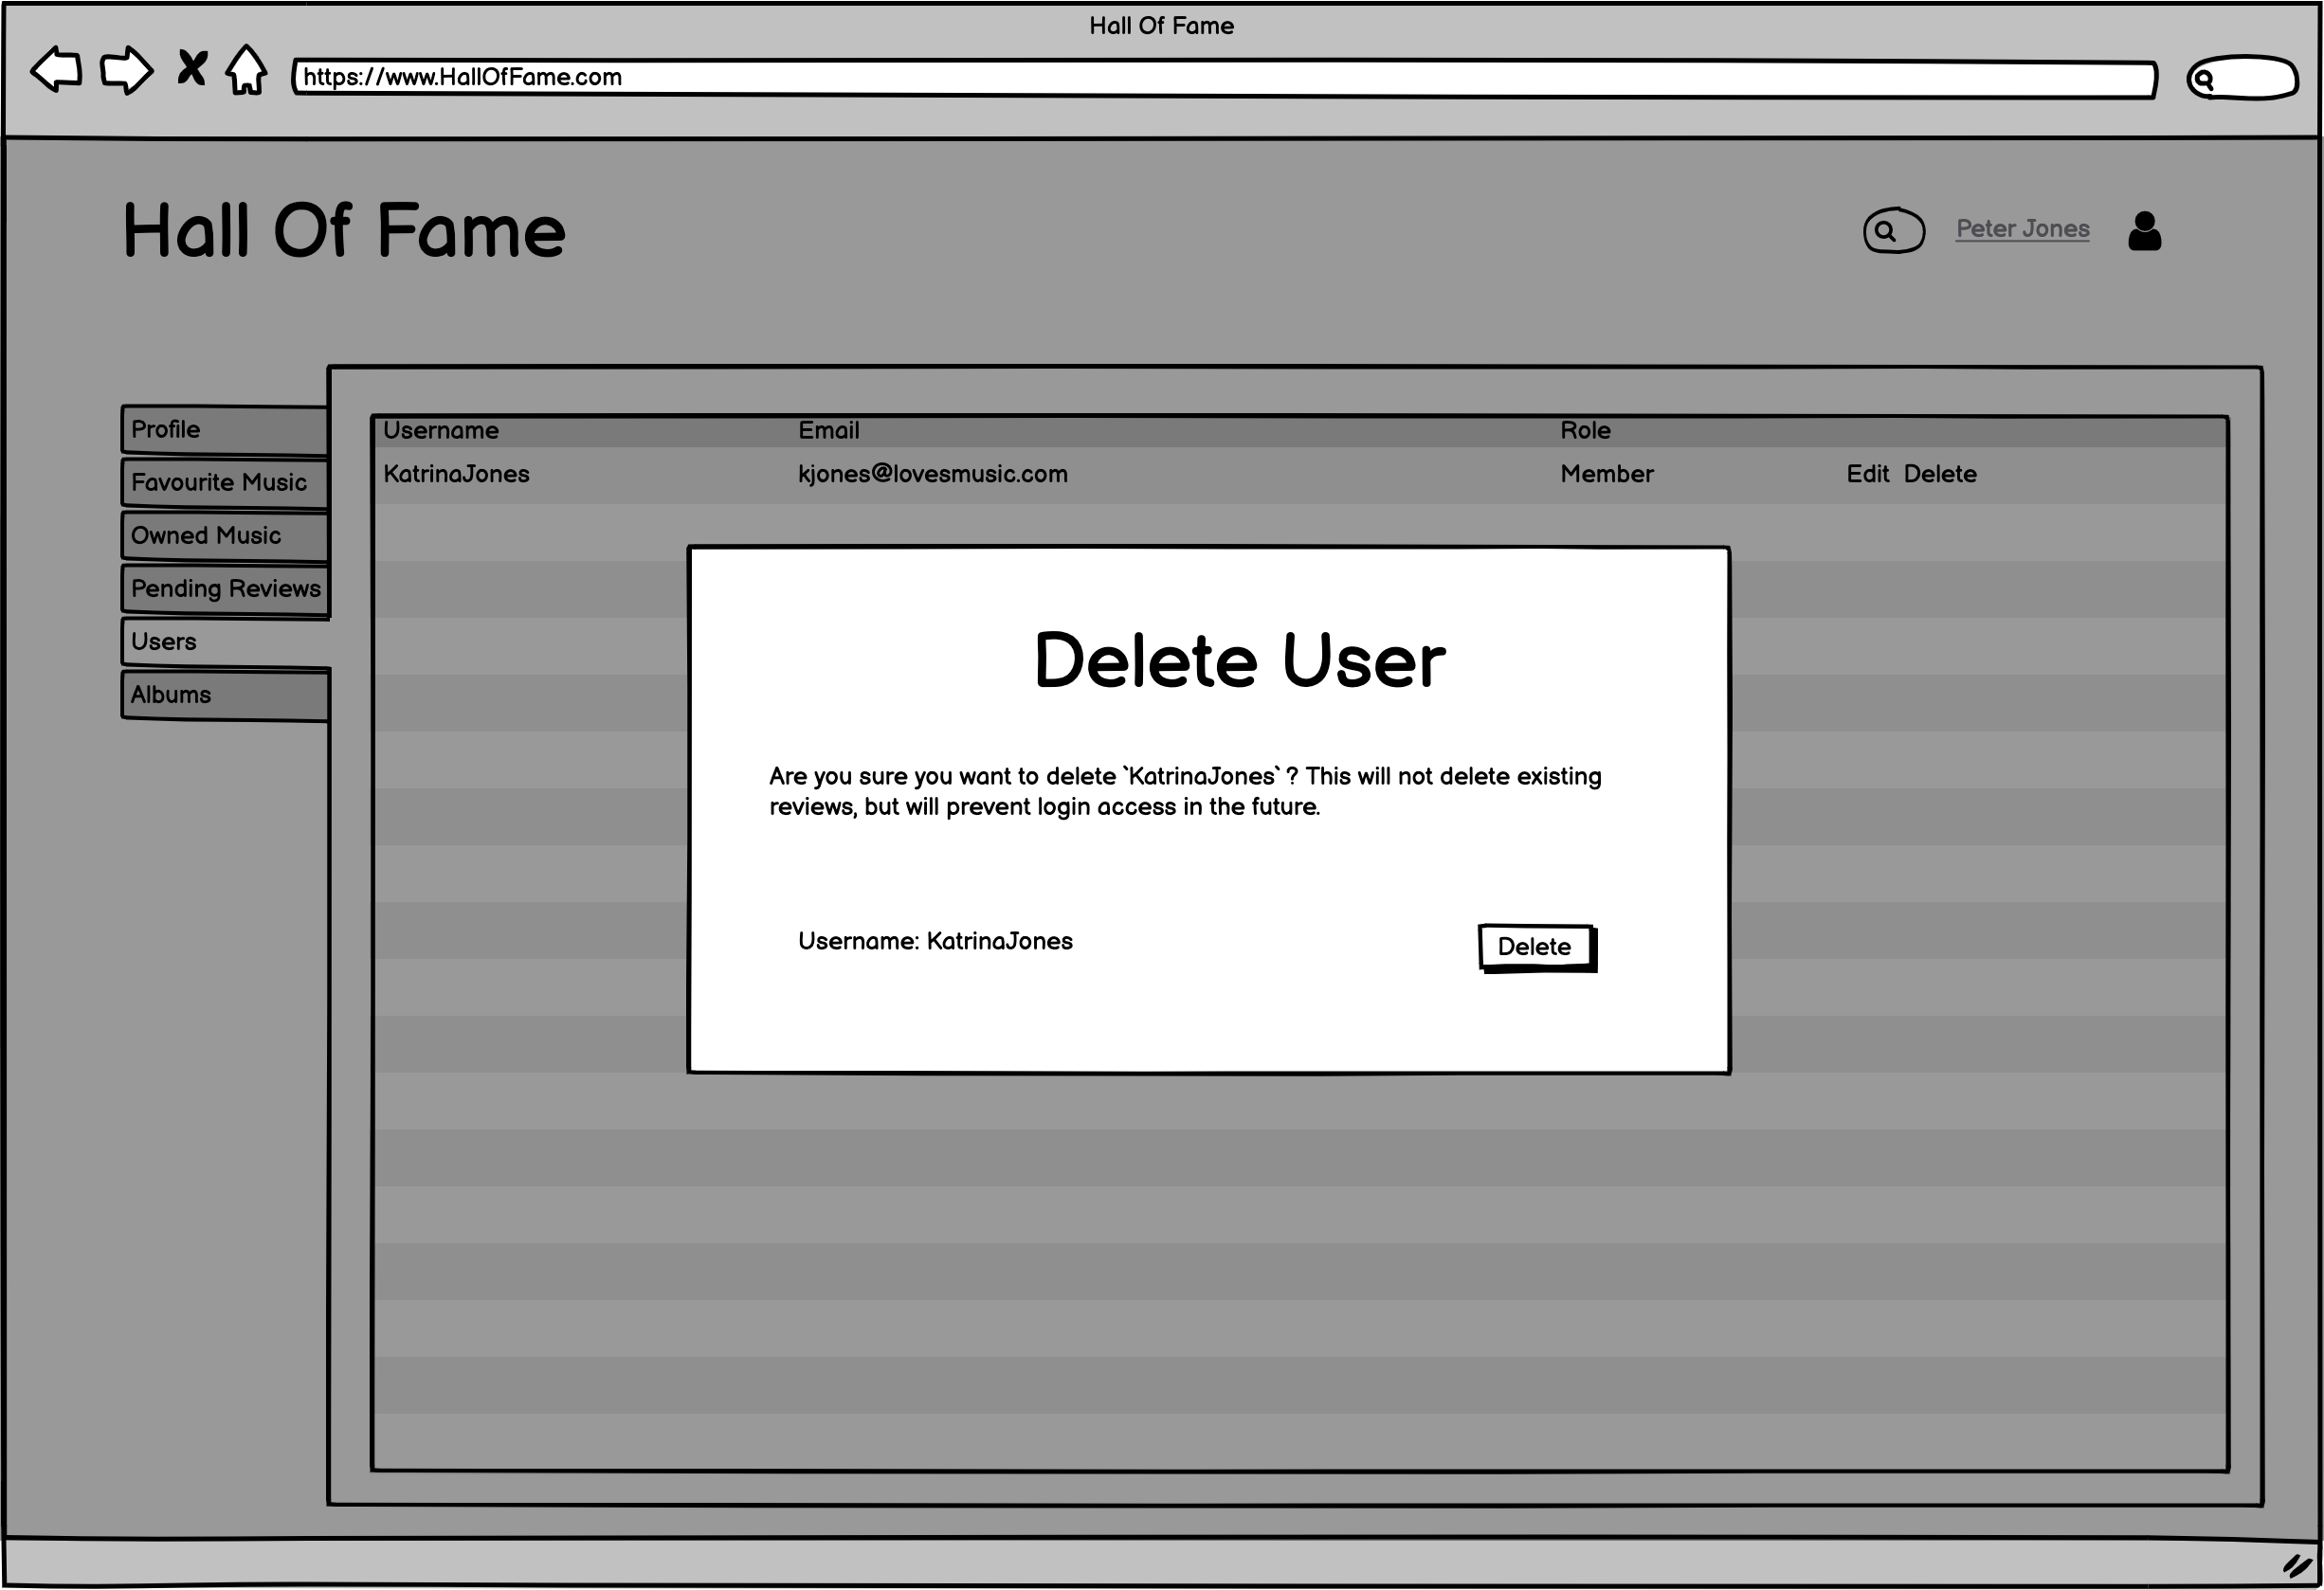 Hall Of Fame
https://www.HallOfFame.com
Hall Of Fame
Peter Jones
Profile
Favourite Music
Owned Music
Pending Reviews
Users
Albums
Username Email Role
KatrinaJones kjones@lovesmusic.com Member Edit Delete
Delete User
Are you sure you want to delete `KatrinaJones` ? This will not delete existing
reviews, but will prevent login access in the future.
Username: KatrinaJones
Delete